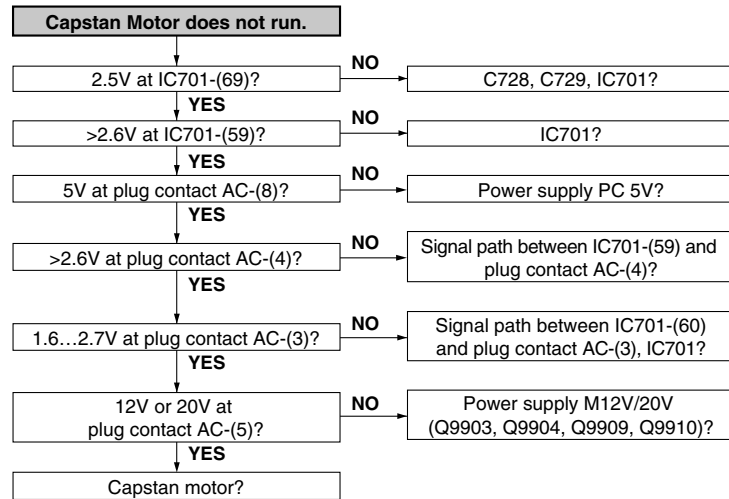 Capstan Motor does not run.
2.5V at IC701-(69)?
NO
C728, C729, IC701?
YES
>2.6V at IC701-(59)?
NO
IC701?
YES
5V at plug contact AC-(8)?
NO
Power supply PC 5V?
YES
>2.6V at plug contact AC-(4)?
NO
Signal path between IC701-(59) and
plug contact AC-(4)?
YES
1.6...2.7V at plug contact AC-(3)?
NO
Signal path between IC701-(60)
and plug contact AC-(3), IC701?
YES
12V or 20V at
plug contact AC-(5)?
NO
Power supply M12V/20V
(Q9903, Q9904, Q9909, Q9910)?
YES
Capstan motor?